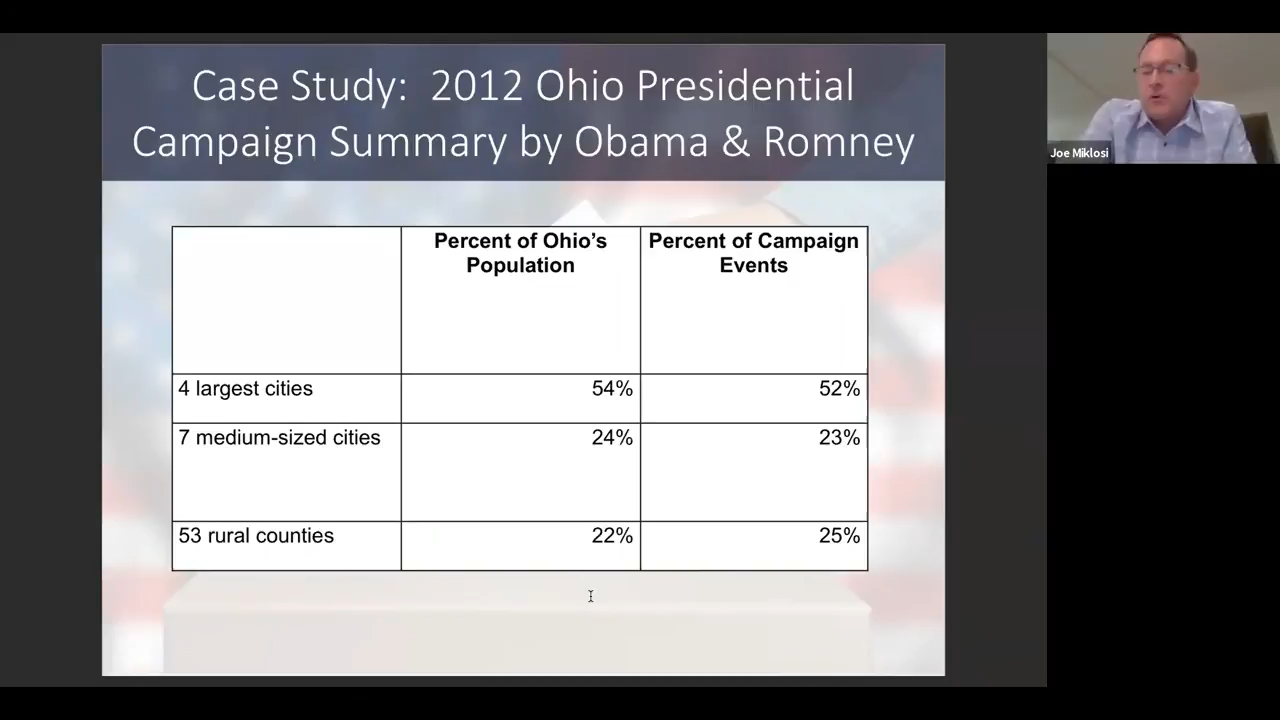 Case Study: 2012 Ohio Presidential
Campaign Summary by Obama & Romney
Percent of Ohio’s
Population
Percent of Campaign
Events
4 largest cities 54% 52%
7 medium-sized cities 24% 23%
53 rural counties 22% 25%
Joe Miklosi